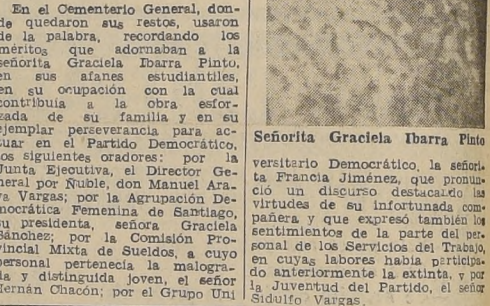 En el Cementerio General, don-
de quedaron sus restos, usaron
de la palabra, recordando los
méritos que adornaban a la
señorita Graciela Ibarra Pinto,
en sus afanes estudiantiles,
en su ocupación con la cual
contribuía a la obra esfor-
zada de su familia y en su
ejemplar perseverancia para ac-
tuar en el Partido Democrático,
los siguientes oradores: por la
Junta Ejecutiva, el Director Ge-
neral por Ñuble, don Manuel Ara-
ya Vargas; por la Agrupación De-
mocrática Femenina de Santiago,
su presidenta, señora Graciela
Sánchez; por la Comisión Pro-
vincial Mixta de Sueldos, a cuyo
personal pertenecía la malogra-
da y distinguida joven, el señor
Hernán Chacón; por el Grupo Uni
Señorita Graciela Ibarra Pinto
versitario Democrático, la señori-
ta Francia Jiménez, que pronun-
ció un discurso destacando las
virtudes de su infortunada com-
pañera y que expresó también los
sentimientos de la parte del per-
sonal de los Servicios del Trabajo,
en cuyas labores había participa-
do anteriormente la extinta, y por
la Juventud del Partido, el señor
Sidulfo Vargas.